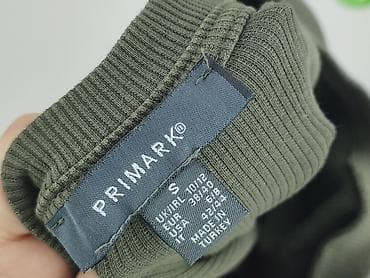 PRIMARK®
S
UK/IRL 10/12
EUR 38/40
USA 6/8
IT 42/44
MADE IN
TURKEY